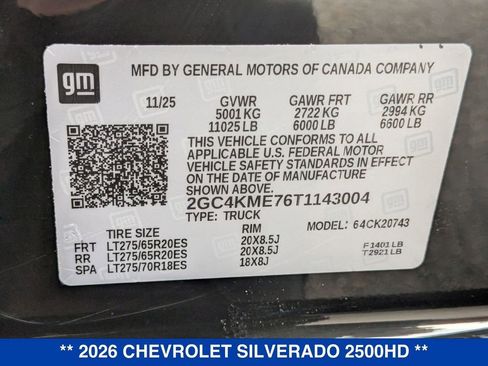 gm
MFD BY GENERAL MOTORS OF CANADA COMPANY
11/25 GVWR GAWR FRT GAWR RR
5001 KG 2722 KG 2994 KG
11025 LB 6000 LB 6600 LB
THIS VEHICLE CONFORMS TO ALL
APPLICABLE U.S. FEDERAL MOTOR
VEHICLE SAFETY STANDARDS IN EFFECT
ON THE DATE OF MANUFACTURE
SHOWN ABOVE.
2GC4KME76T1143004
TYPE: TRUCK MODEL: 64CK20743
TIRE SIZE RIM
FRT LT275/65R20ES 20X8.5J F1401 LB
RR LT275/65R20ES 20X8.5J T2921 LB
SPA LT275/70R18ES 18X8J
** 2026 CHEVROLET SILVERADO 2500HD **